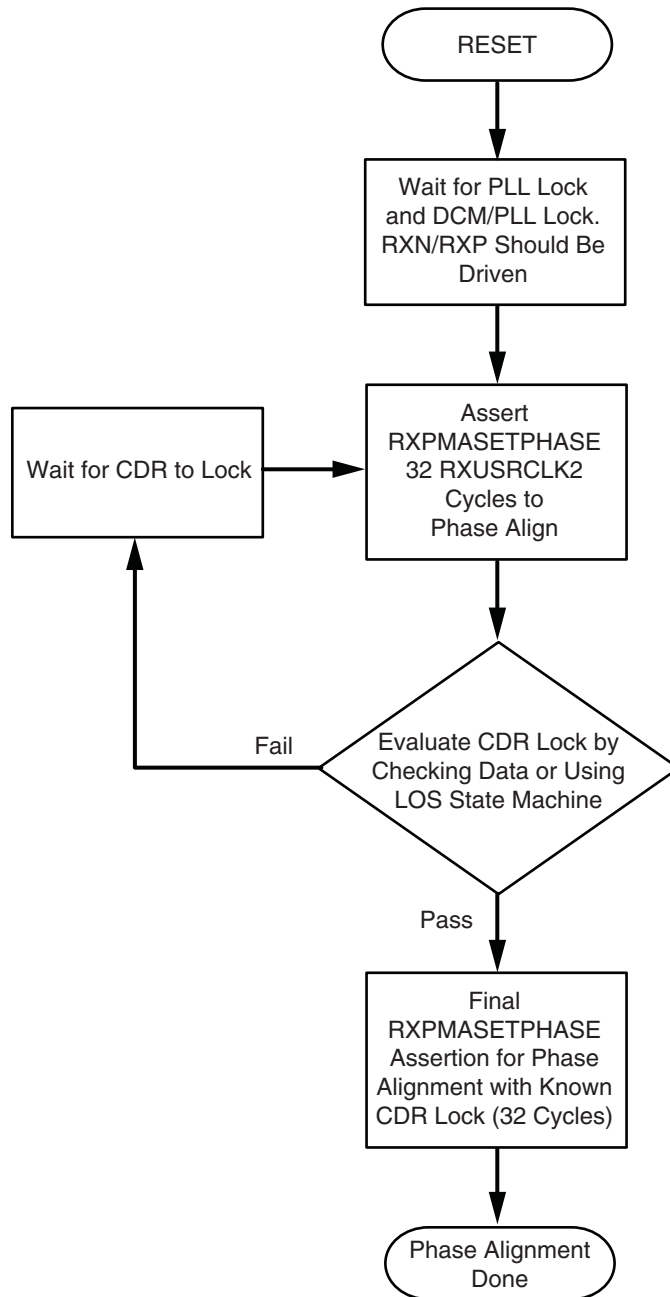 RESET
Wait for PLL Lock
and DCM/PLL Lock.
RXN/RXP Should Be
Driven
Assert
RXPMASETPHASE
32 RXUSRCLK2
Cycles to
Phase Align
Wait for CDR to Lock
Fail
Evaluate CDR Lock by
Checking Data or Using
LOS State Machine
Pass
Final
RXPMASETPHASE
Assertion for Phase
Alignment with Known
CDR Lock (32 Cycles)
Phase Alignment
Done